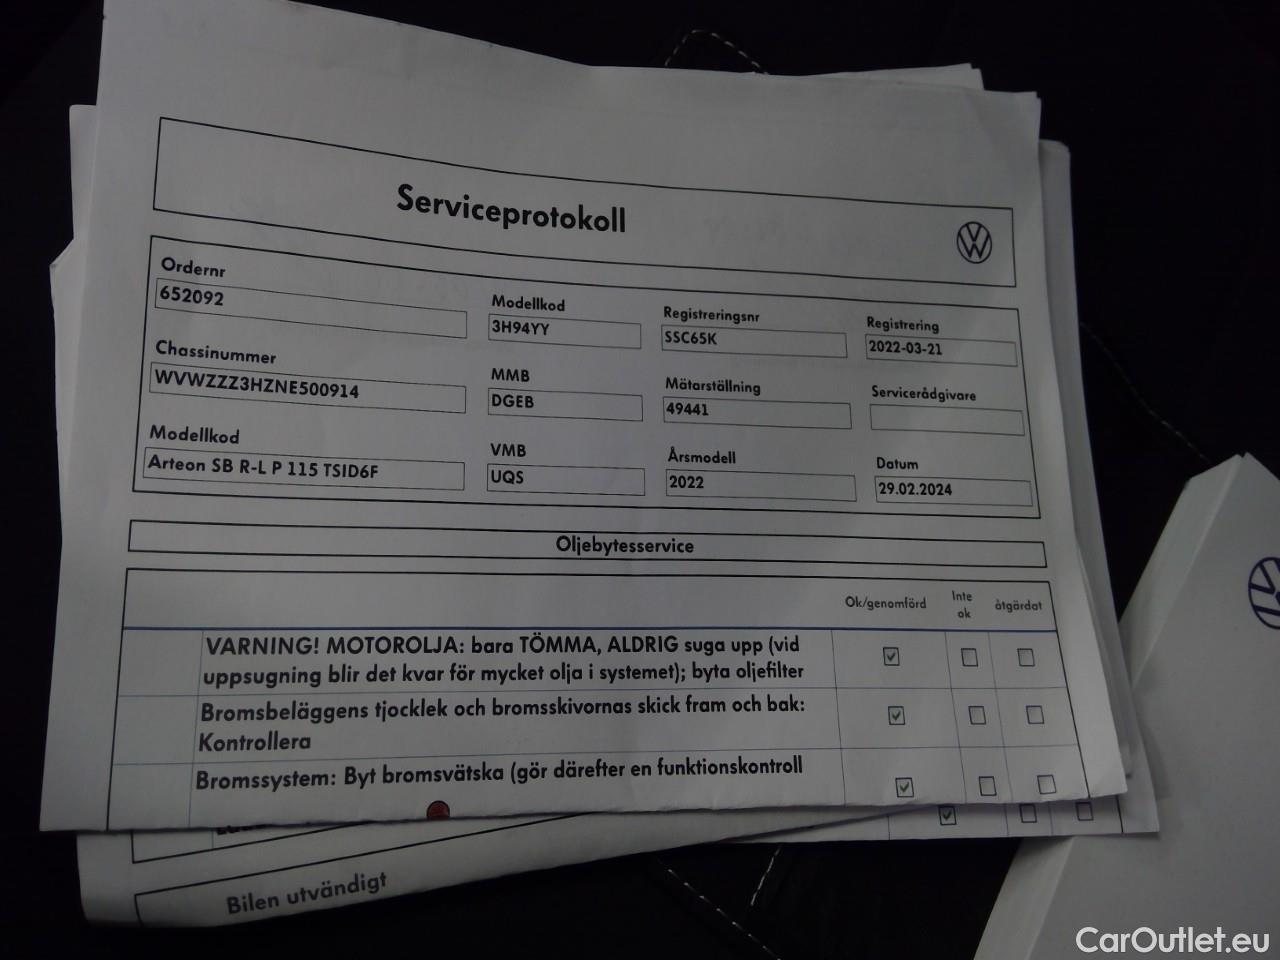 Serviceprotokoll
Ordernr
652092
Modellkod
3H94YY
Registreringsnr
SSC65K
Registrering
2022-03-21
Chassinummer
WVWZZZ3HZNE500914
MMB
DGEB
Mätarställning
49441
Servicerådgivare
Modellkod
Arteon SB R-L P 115 TSID6F
VMB
UQS
Årsmodell
2022
Datum
29.02.2024
Oljebytesservice
Ok/genomförd
Inte
ok
åtgärdat
VARNING! MOTOROLJA: bara TÖMMA, ALDRIG suga upp (vid
uppsugning blir det kvar för mycket olja i systemet); byta oljefilter
Bromsbeläggens tjocklek och bromsskivornas skick fram och bak:
Kontrollera
Bromssystem: Byt bromsvätska (gör därefter en funktionskontroll
Bilen utvändigt
CarOutlet.eu